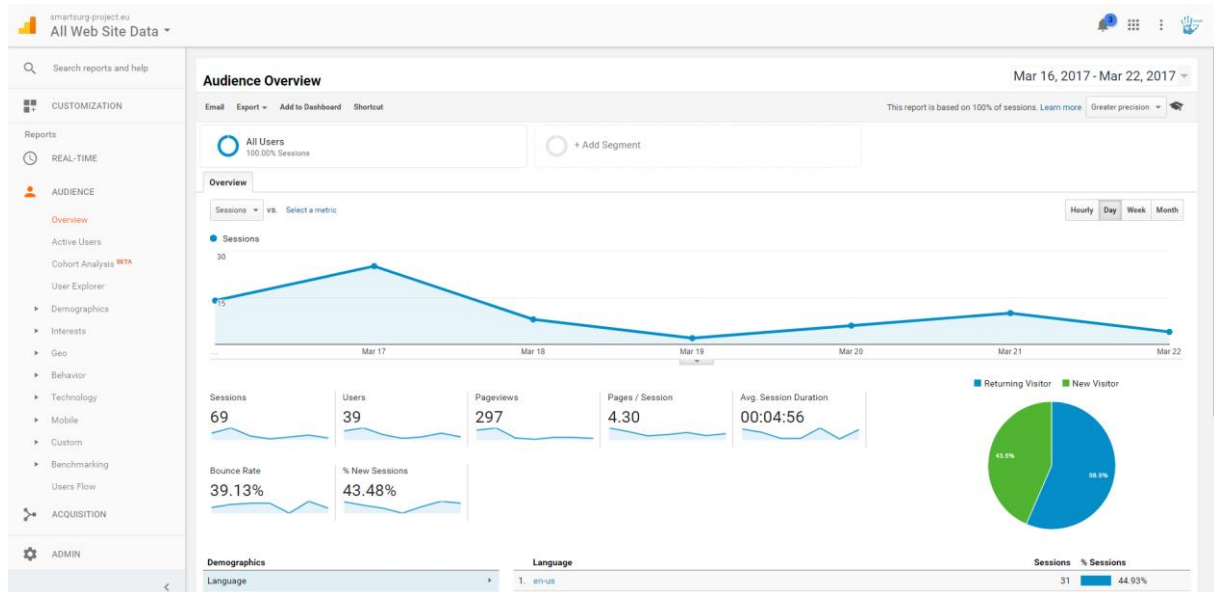 smartsurg-project.eu
All Web Site Data
3
Search reports and help
CUSTOMIZATION
Reports
REAL-TIME
AUDIENCE
Overview
Active Users
Cohort Analysis BETA
User Explorer
Demographics
Interests
Geo
Behavior
Technology
Mobile
Custom
Benchmarking
Users Flow
ACQUISITION
ADMIN
Audience Overview
Mar 16, 2017 - Mar 22, 2017
Email Export Add to Dashboard Shortcut
This report is based on 100% of sessions. Learn more Greater precision
All Users
100.00% Sessions
+ Add Segment
Overview
Sessions VS. Select a metric
Hourly Day Week Month
Sessions
30
15
... Mar 17 Mar 18 Mar 19 Mar 20 Mar 21 Mar 22
Sessions
69
Users
39
Pageviews
297
Pages / Session
4.30
Avg. Session Duration
00:04:56
Bounce Rate
39.13%
% New Sessions
43.48%
Returning Visitor New Visitor
43.5%
56.5%
Demographics
Language
Language Sessions % Sessions
1. en-us 31 44.93%